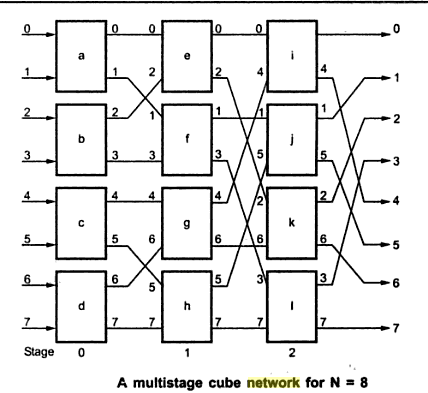 0 0 0 0 0 0
a e i
1 1 2 2 4 4 1
2 2 1 1 1 1 2
b f j
3 3 3 3 5 5 3
4 4 4 4 2 2 4
c g k
5 5 6 6 6 6 5
6 6 5 5 3 3 6
d h l
7 7 7 7 7 7 7
Stage 0 1 2
A multistage cube network for N = 8